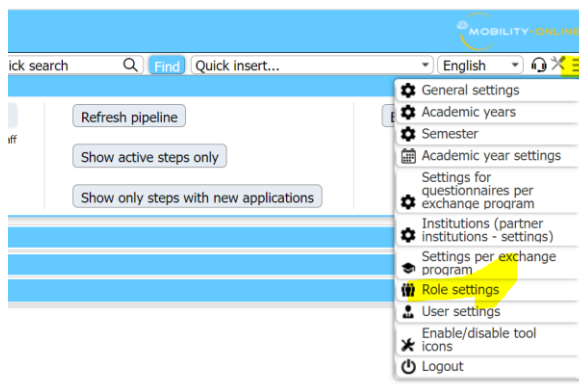 MOBILITY-ONLINE
ick search Find Quick insert... English
General settings
Refresh pipeline
Academic years
Semester
Show active steps only
Academic year settings
Settings for
questionnaires per
exchange program
Show only steps with new applications
Institutions (partner
institutions - settings)
Settings per exchange
program
Role settings
User settings
Enable/disable tool
icons
Logout